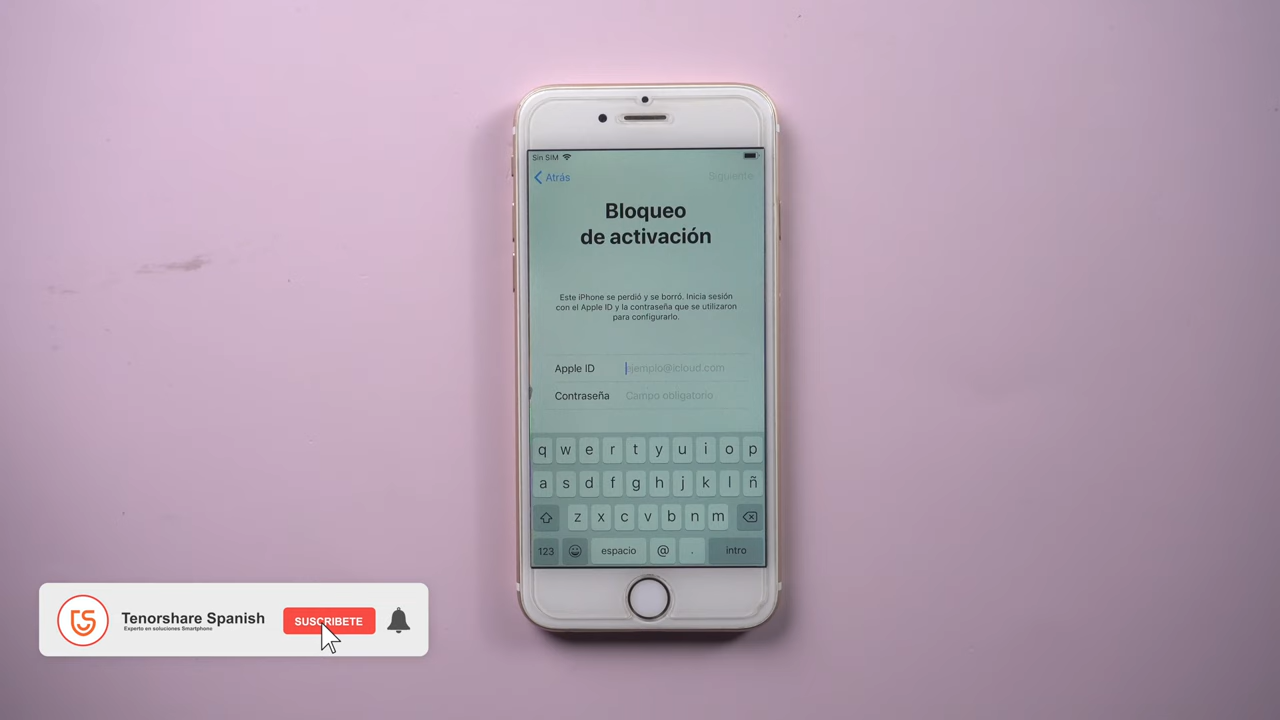 Sin SIM
Atrás
Siguiente
Bloqueo
de activación
Este iPhone se perdió y se borró. Inicia sesión
con el Apple ID y la contraseña que se utilizaron
para configurarlo.
Apple ID ejemplo@icloud.com
Contraseña Campo obligatorio
q w e r t y u i o p
a s d f g h j k l ñ
z x c v b n m
123 espacio @ . intro
Tenorshare Spanish
Experto en soluciones Smartphone
SUSCRIBETE